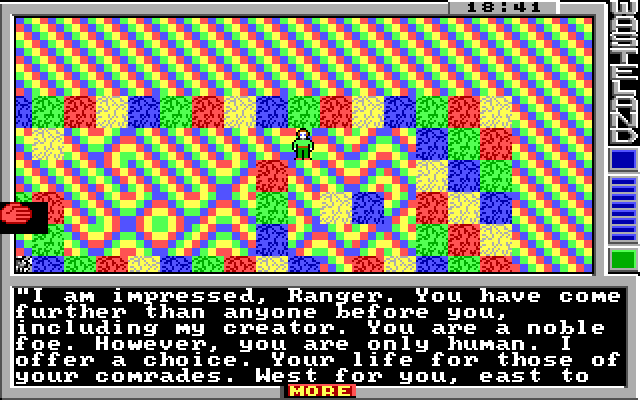 18:41
WASTELAND
"I am impressed, Ranger. You have come
further than anyone before you,
including my creator. You are a noble
foe. However, you are only human. I
offer a choice. Your life for those of
your comrades. West for you, east to
MORE